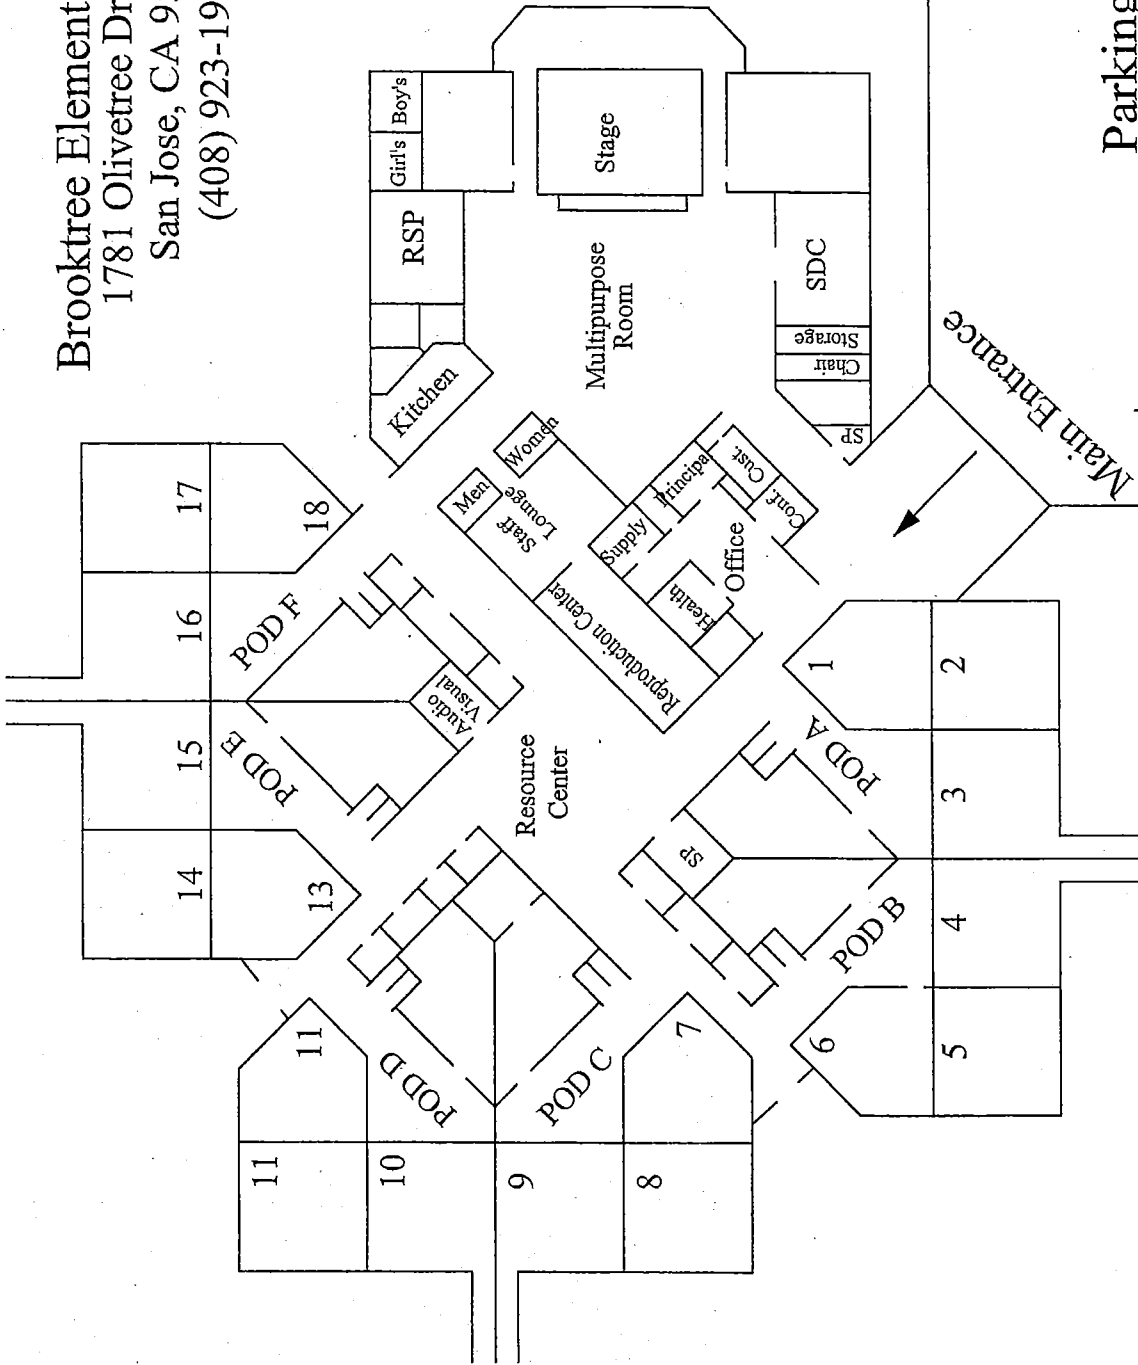 Brooktree Element
1781 Olivetree Dr
San Jose, CA 9
(408) 923-19
Parking
Main Entrance
Boy's
Girl's
RSP
Kitchen
Stage
Multipurpose
Room
SDC
Storage
Chair
SP
Women
Men
Staff
Lounge
Supply
Principa
Cust.
Conf.
Office
Health
Reproduction Center
Resource
Center
Audio
Visual
SP
POD A
POD B
POD C
POD D
POD E
POD F
1
2
3
4
5
6
7
8
9
10
11
11
13
14
15
16
17
18